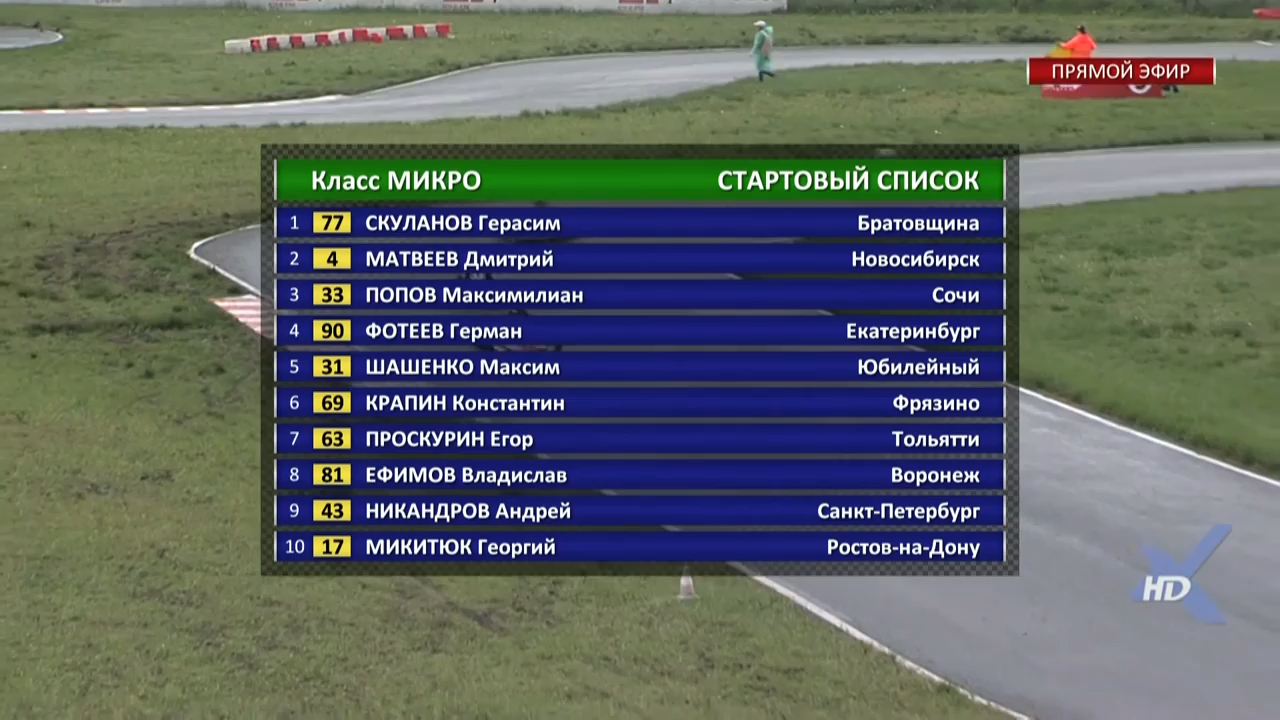 ПРЯМОЙ ЭФИР
Класс МИКРО СТАРТОВЫЙ СПИСОК
1 77 СКУЛАНОВ Герасим Братовщина
2 4 МАТВЕЕВ Дмитрий Новосибирск
3 33 ПОПОВ Максимилиан Сочи
4 90 ФОТЕЕВ Герман Екатеринбург
5 31 ШАШЕНКО Максим Юбилейный
6 69 КРАПИН Константин Фрязино
7 63 ПРОСКУРИН Егор Тольятти
8 81 ЕФИМОВ Владислав Воронеж
9 43 НИКАНДРОВ Андрей Санкт-Петербург
10 17 МИКИТЮК Георгий Ростов-на-Дону
HD